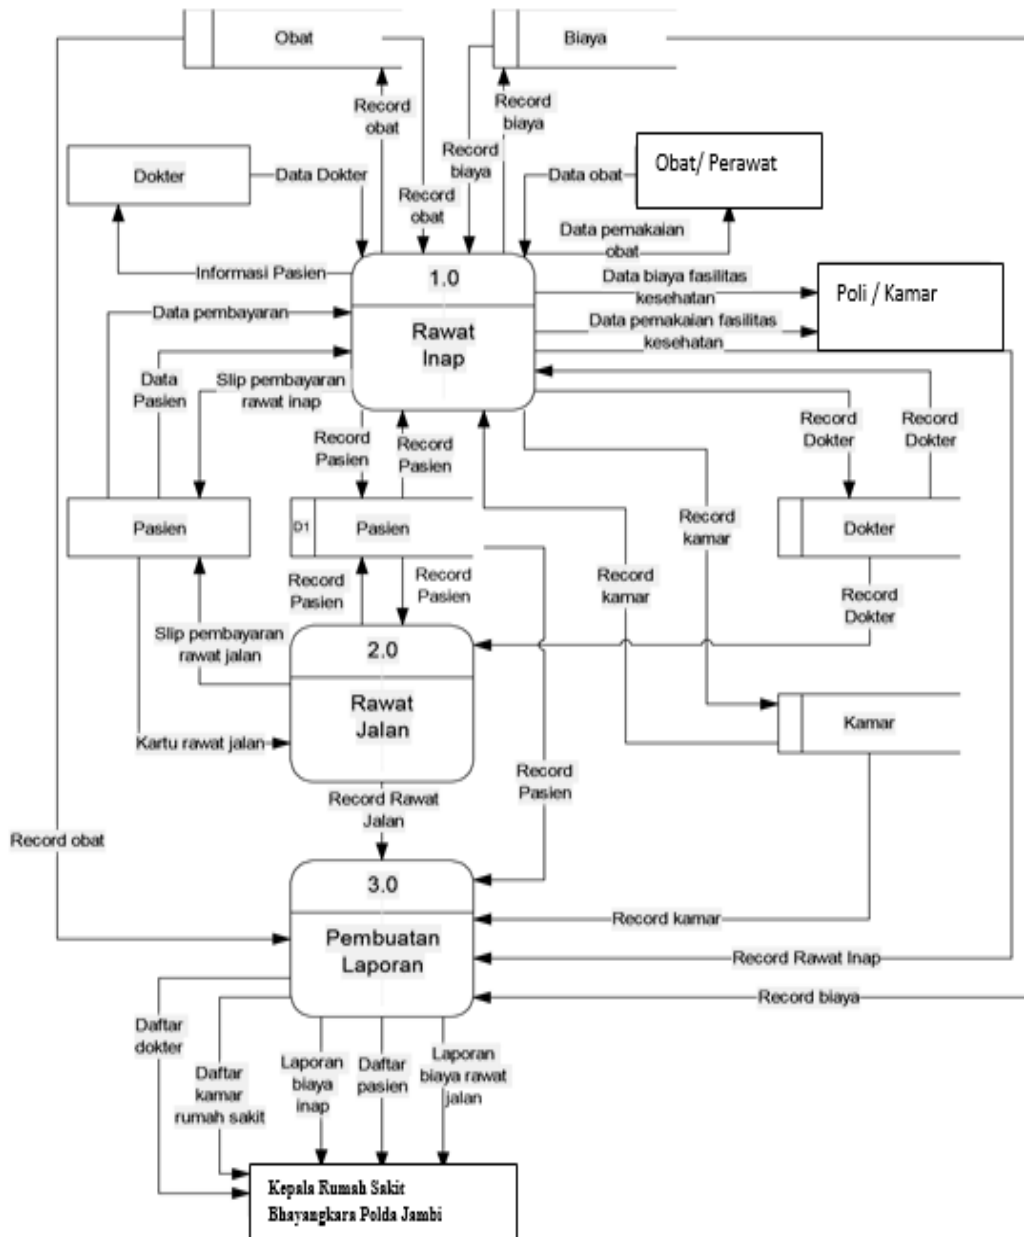 Obat
Biaya
Record
obat
Record
biaya
Record
biaya
Record
obat
Dokter
Data Dokter
Data obat
Obat/ Perawat
Data pemakaian
obat
Informasi Pasien
1.0
Rawat
Inap
Data biaya fasilitas
kesehatan
Data pemakaian fasilitas
kesehatan
Poli / Kamar
Data pembayaran
Data
Pasien
Slip pembayaran
rawat inap
Record
Pasien
Record
Pasien
Record
Dokter
Record
Dokter
Pasien
D1
Pasien
Record
kamar
Dokter
Record
Pasien
Record
Pasien
Record
kamar
Record
Dokter
Slip pembayaran
rawat jalan
2.0
Rawat
Jalan
Kamar
Kartu rawat jalan
Record
Pasien
Record Rawat
Jalan
Record obat
3.0
Pembuatan
Laporan
Record kamar
Record Rawat Inap
Record biaya
Daftar
dokter
Daftar
kamar
rumah sakit
Laporan
biaya
inap
Daftar
pasien
Laporan
biaya rawat
jalan
Kepala Rumah Sakit
Bhayangkara Polda Jambi